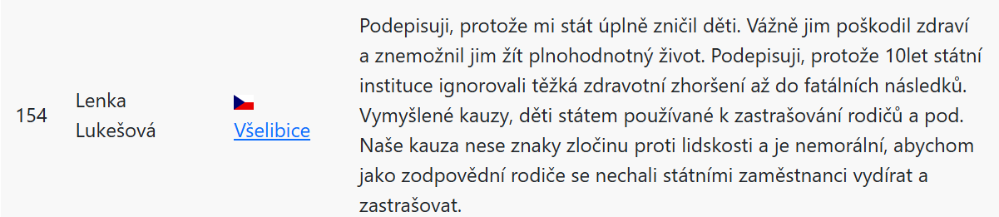 154
Lenka
Lukešová
Všelibice
Podepisuji, protože mi stát úplně zničil děti. Vážně jim poškodil zdraví
a znemožnil jim žít plnohodnotný život. Podepisuji, protože 10let státní
instituce ignorovali těžká zdravotní zhoršení až do fatálních následků.
Vymyšlené kauzy, děti státem používané k zastrašování rodičů a pod.
Naše kauza nese znaky zločinu proti lidskosti a je nemorální, abychom
jako zodpovědní rodiče se nechali státními zaměstnanci vydírat a
zastrašovat.